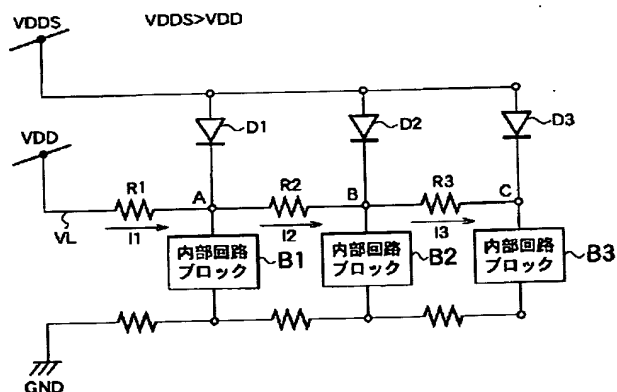 VDDS
VDDS>VDD
D1
D2
D3
VDD
R1
A
R2
B
R3
C
VL
I1
I2
I3
内部回路
ブロック
B1
内部回路
ブロック
B2
内部回路
ブロック
B3
GND